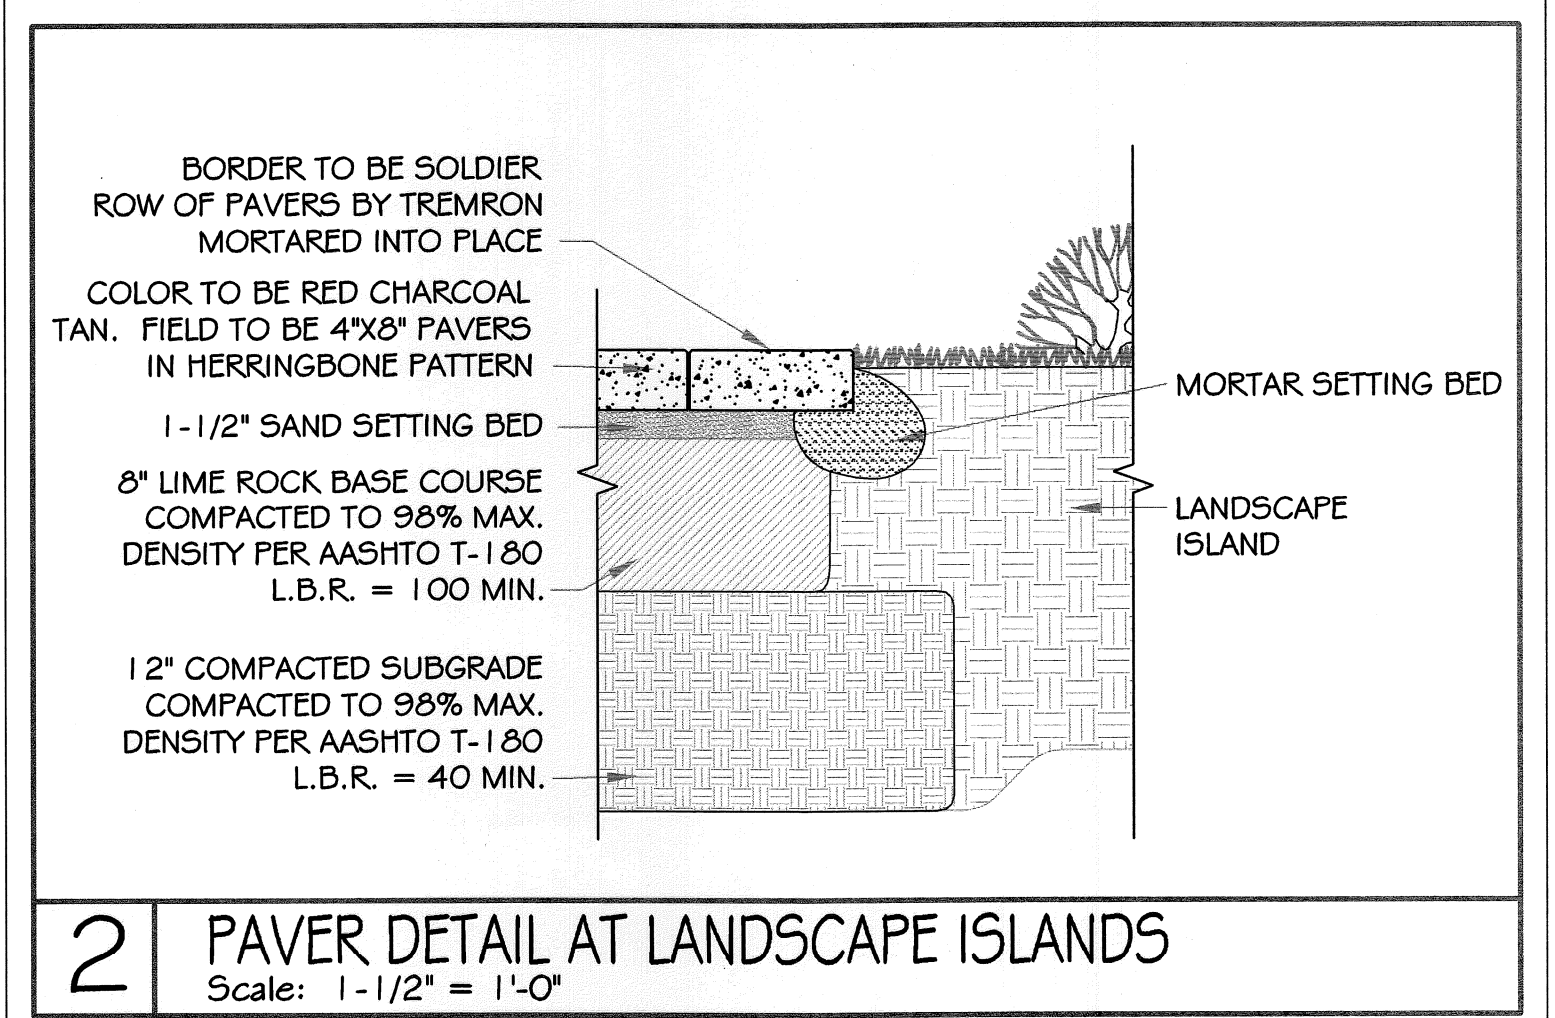 BORDER TO BE SOLDIER
ROW OF PAVERS BY TREMRON
MORTARED INTO PLACE
COLOR TO BE RED CHARCOAL
TAN. FIELD TO BE 4"X8" PAVERS
IN HERRINGBONE PATTERN
1-1/2" SAND SETTING BED
8" LIME ROCK BASE COURSE
COMPACTED TO 98% MAX.
DENSITY PER AASHTO T-180
L.B.R. = 100 MIN.
12" COMPACTED SUBGRADE
COMPACTED TO 98% MAX.
DENSITY PER AASHTO T-180
L.B.R. = 40 MIN.
MORTAR SETTING BED
LANDSCAPE
ISLAND
2
PAVER DETAIL AT LANDSCAPE ISLANDS
Scale: 1-1/2" = 1'-0"